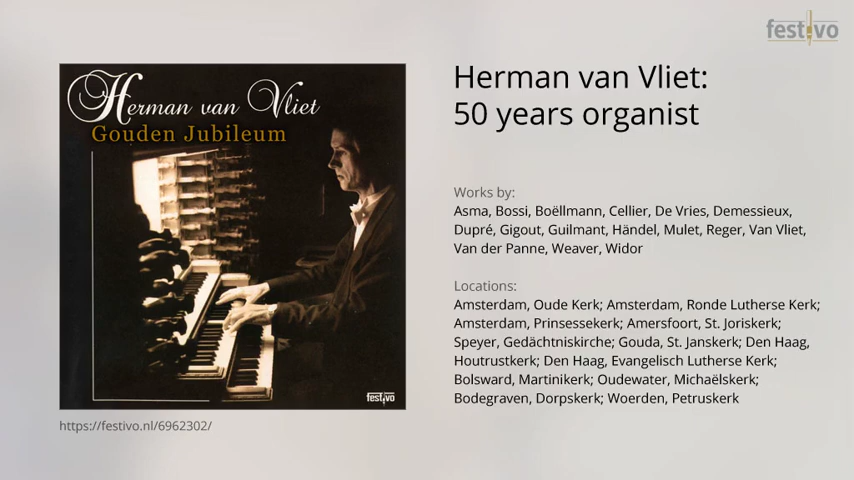 festivo
Herman van Vliet
Gouden Jubileum
festivo
https://festivo.nl/6962302/
Herman van Vliet:
50 years organist
Works by:
Asma, Bossi, Boëllmann, Cellier, De Vries, Demessieux,
Dupré, Gigout, Guilmant, Händel, Mulet, Reger, Van Vliet,
Van der Panne, Weaver, Widor
Locations:
Amsterdam, Oude Kerk; Amsterdam, Ronde Lutherse Kerk;
Amsterdam, Prinsessekerk; Amersfoort, St. Joriskerk;
Speyer, Gedächtniskirche; Gouda, St. Janskerk; Den Haag,
Houtrustkerk; Den Haag, Evangelisch Lutherse Kerk;
Bolsward, Martinikerk; Oudewater, Michaëlskerk;
Bodegraven, Dorpskerk; Woerden, Petruskerk